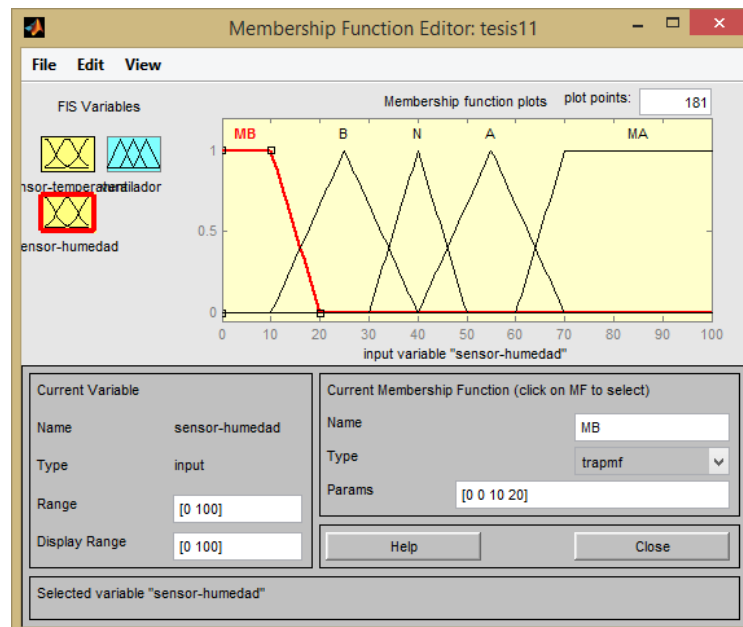 Membership Function Editor: tesis11
File Edit View
FIS Variables
Membership function plots plot points: 181
ventilador
ensor-humedad
MB B N A MA
1
0.5
0
0 10 20 30 40 50 60 70 80 90 100
input variable "sensor-humedad"
Current Variable
Name sensor-humedad
Type input
Range [0 100]
Display Range [0 100]
Current Membership Function (click on MF to select)
Name MB
Type trapmf
Params [0 0 10 20]
Help Close
Selected variable "sensor-humedad"